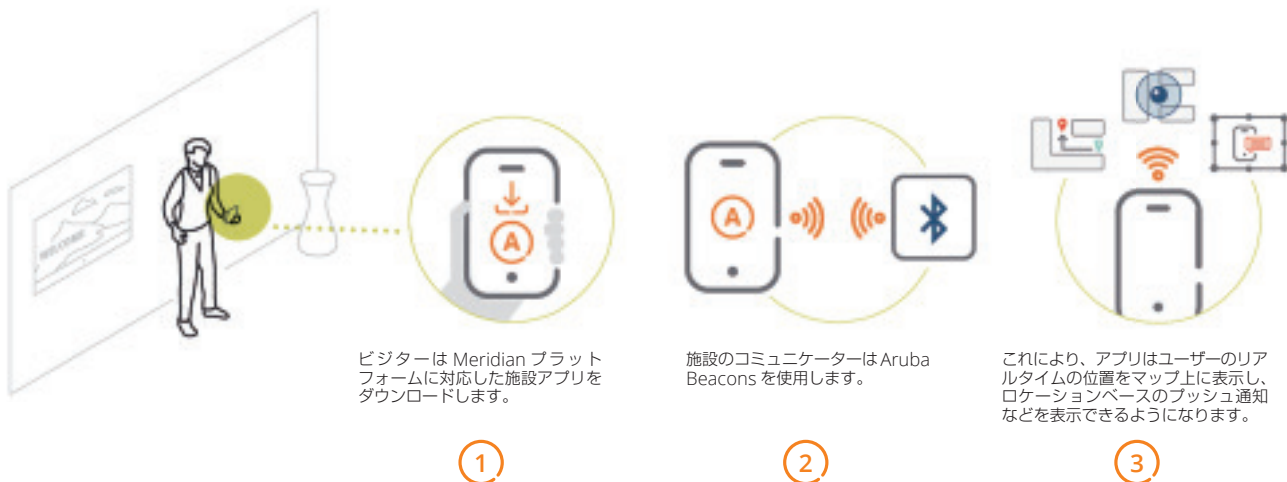 WELCOME
A
A
ビジターは Meridian プラット
フォームに対応した施設アプリを
ダウンロードします。
施設のコミュニケーターは Aruba
Beacons を使用します。
これにより、アプリはユーザーのリア
ルタイムの位置をマップ上に表示し、
ロケーションベースのプッシュ通知
などを表示できるようになります。
1
2
3